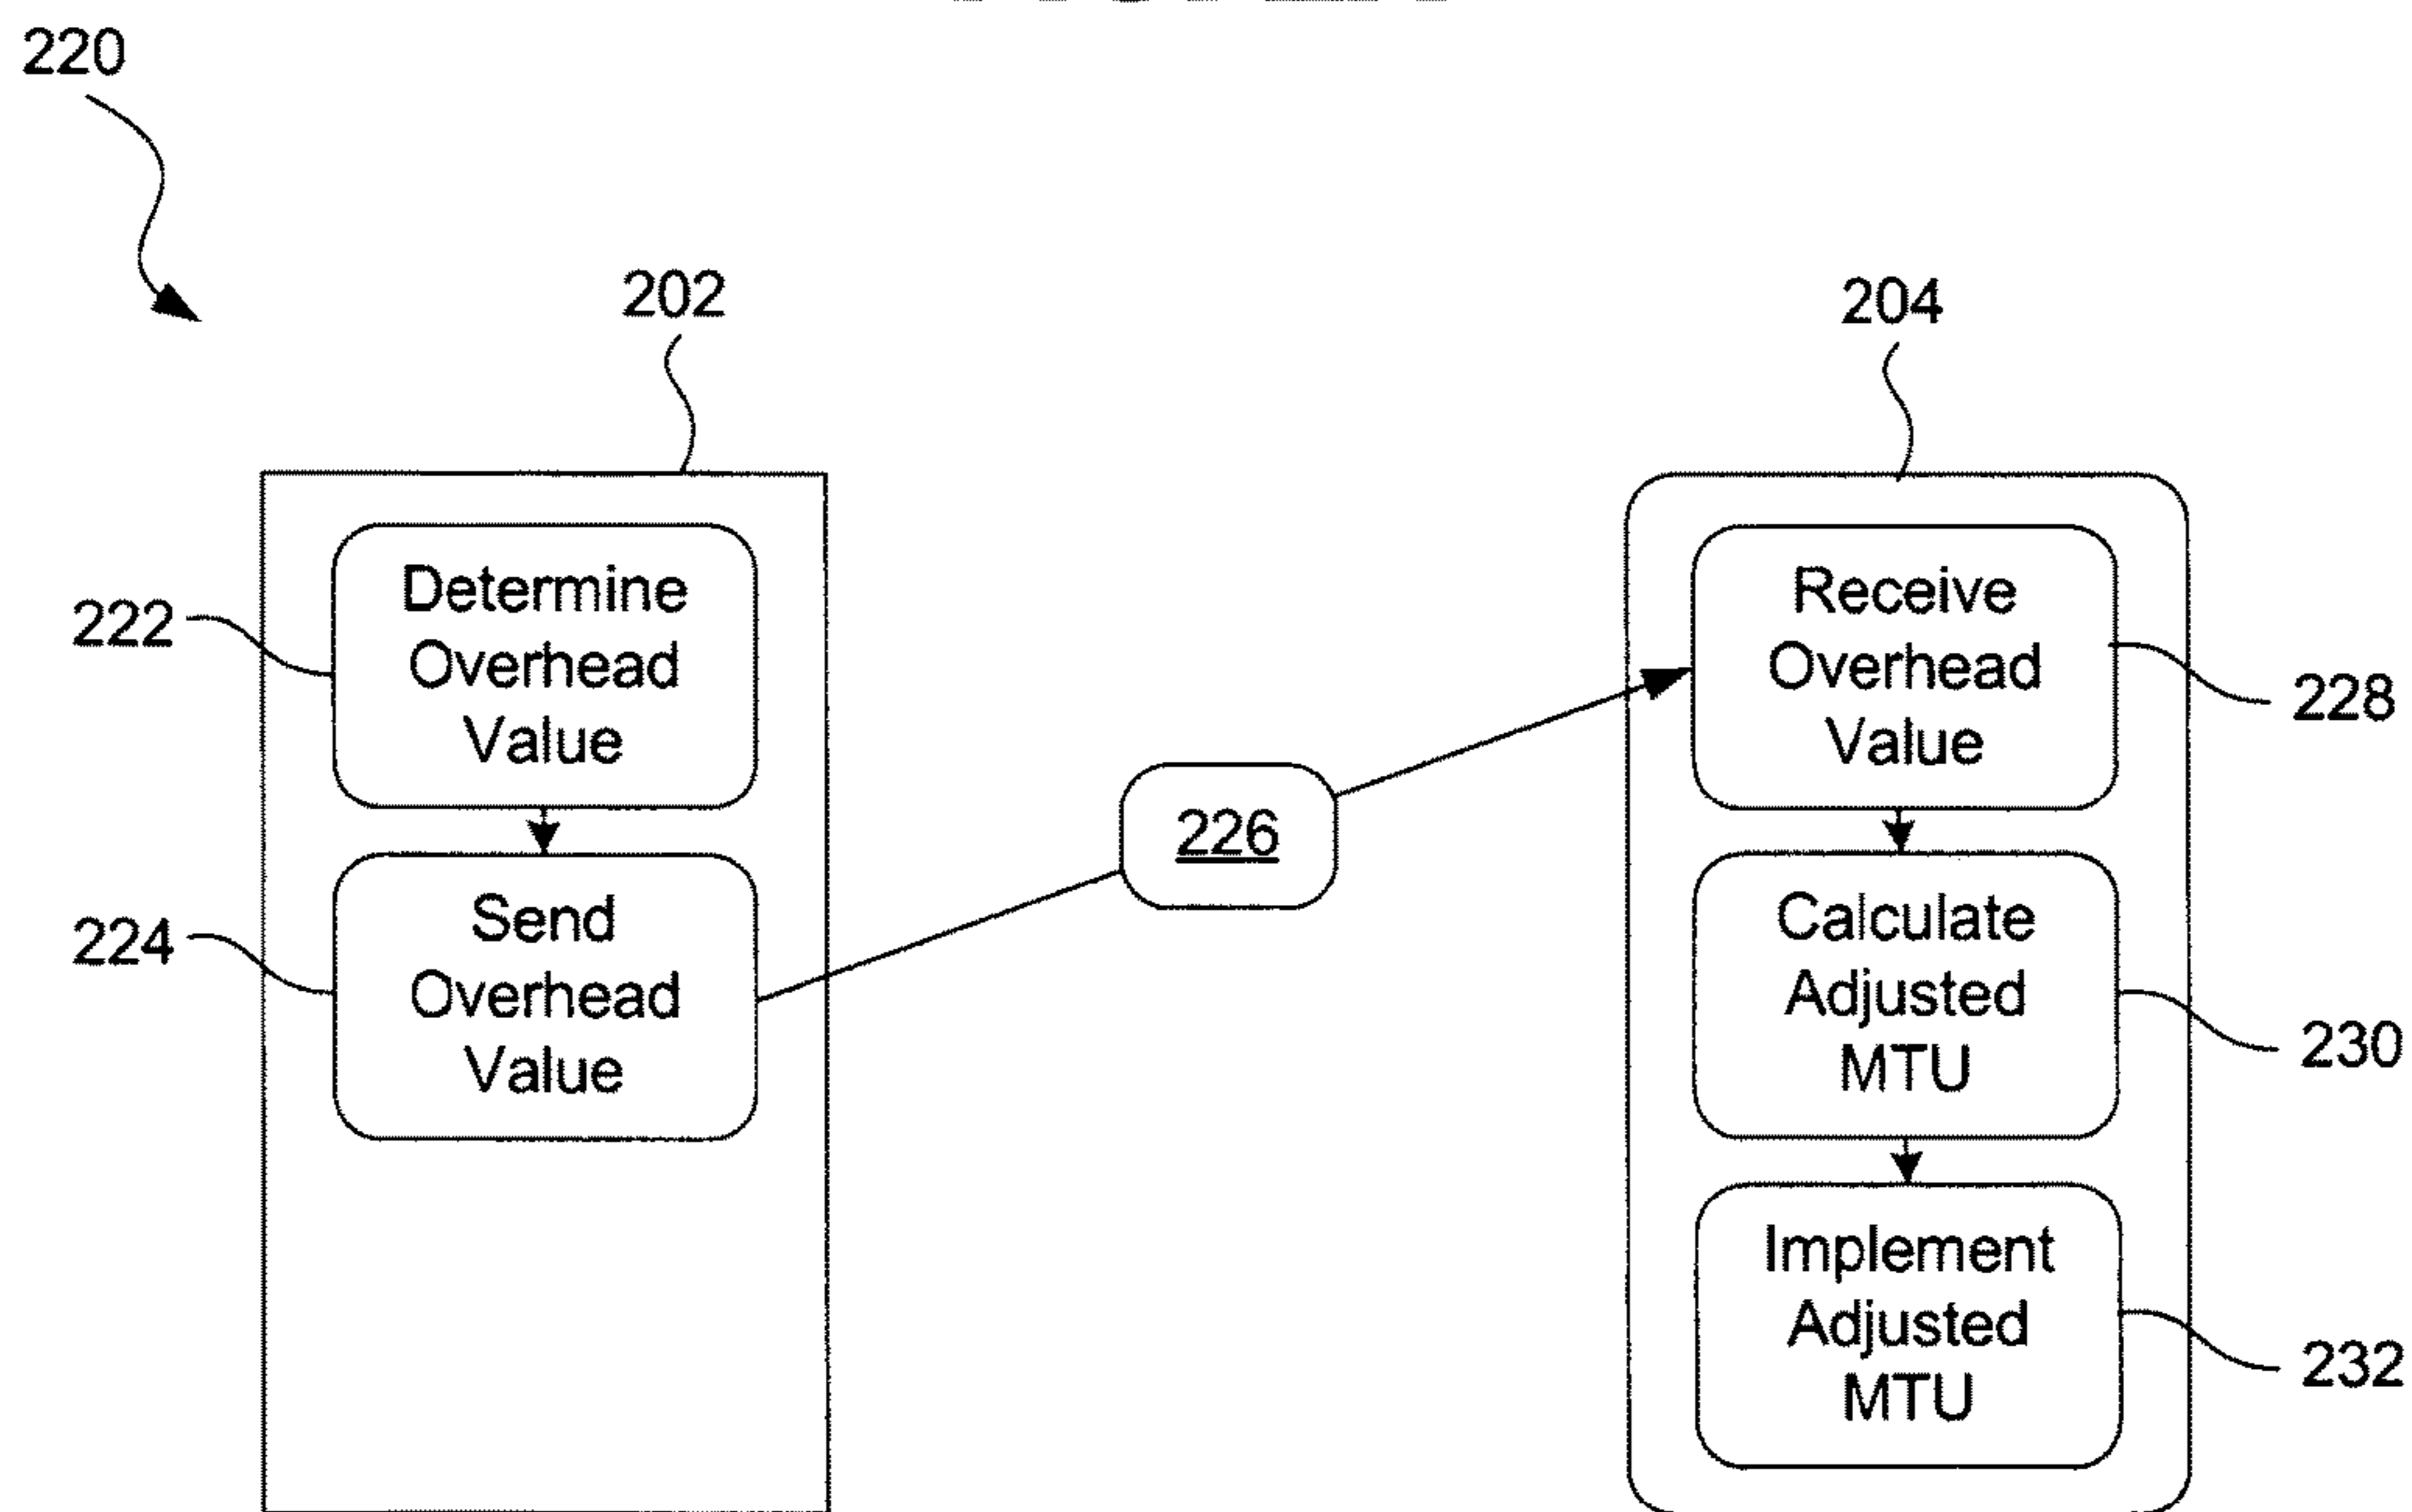 220
202
204
222
Determine
Overhead
Value
224
Send
Overhead
Value
226
Receive
Overhead
Value
228
Calculate
Adjusted
MTU
230
Implement
Adjusted
MTU
232